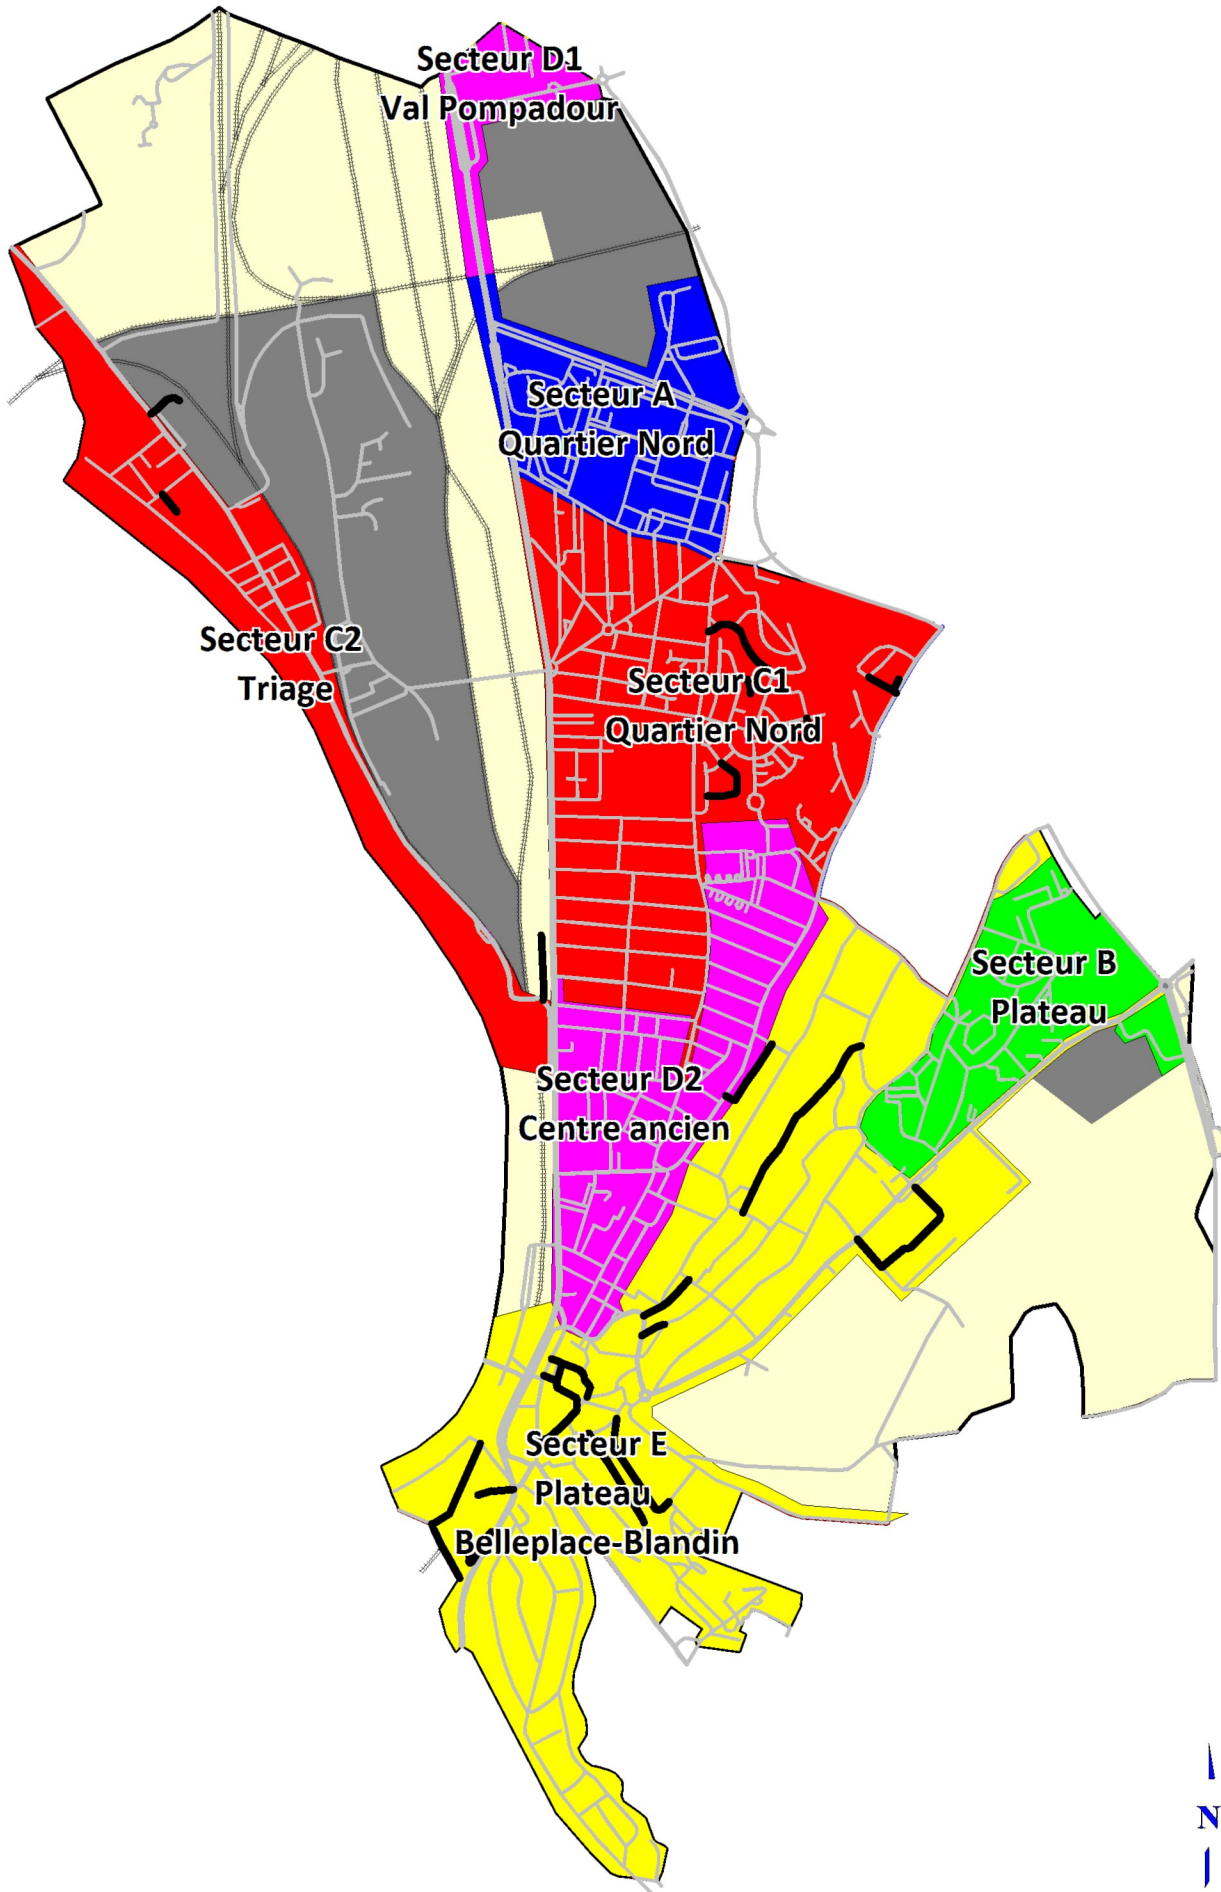 Secteur D1
Val Pompadour
Secteur A
Quartier Nord
Secteur C2
Triage
Secteur C1
Quartier Nord
Secteur B
Plateau
Secteur D2
Centre ancien
Secteur E
Plateau
Belleplace-Blandin
N